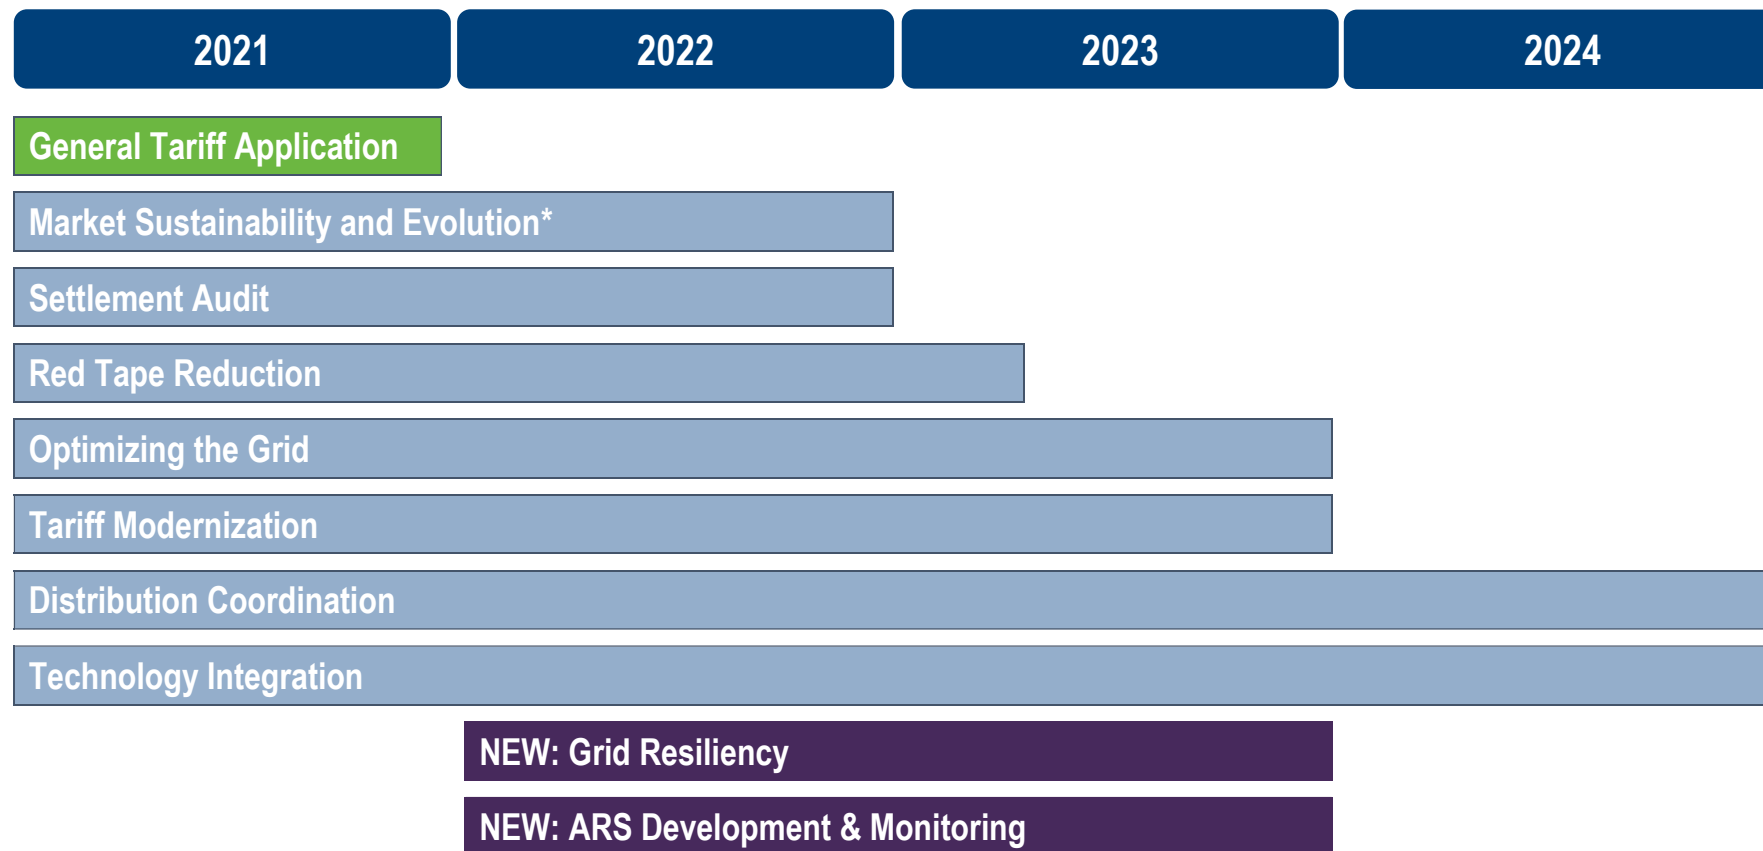 2021 2022 2023 2024
General Tariff Application
Market Sustainability and Evolution*
Settlement Audit
Red Tape Reduction
Optimizing the Grid
Tariff Modernization
Distribution Coordination
Technology Integration
NEW: Grid Resiliency
NEW: ARS Development & Monitoring